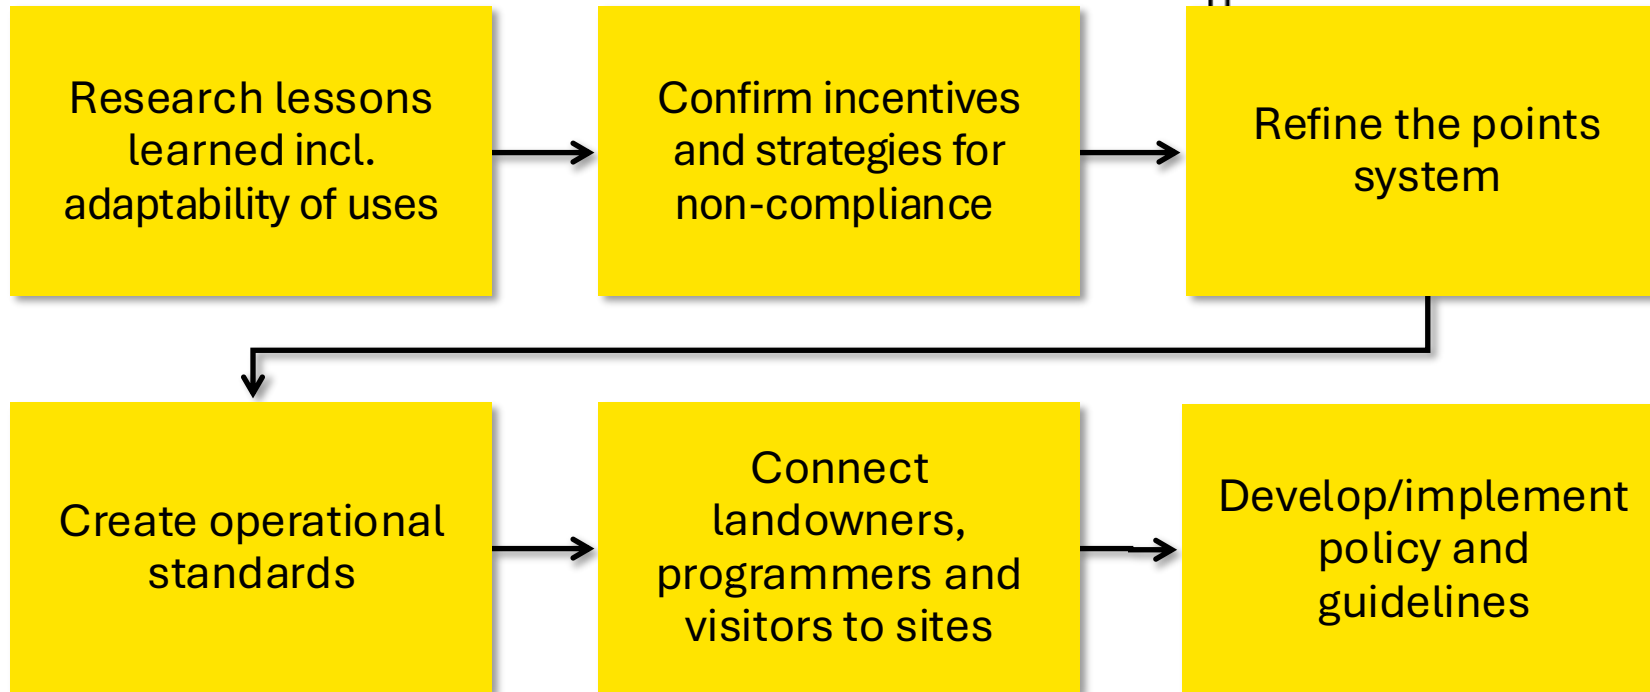 Research lessons
learned incl.
adaptability of uses
Confirm incentives
and strategies for
non-compliance
Refine the points
system
Create operational
standards
Connect
landowners,
programmers and
visitors to sites
Develop/implement
policy and
guidelines